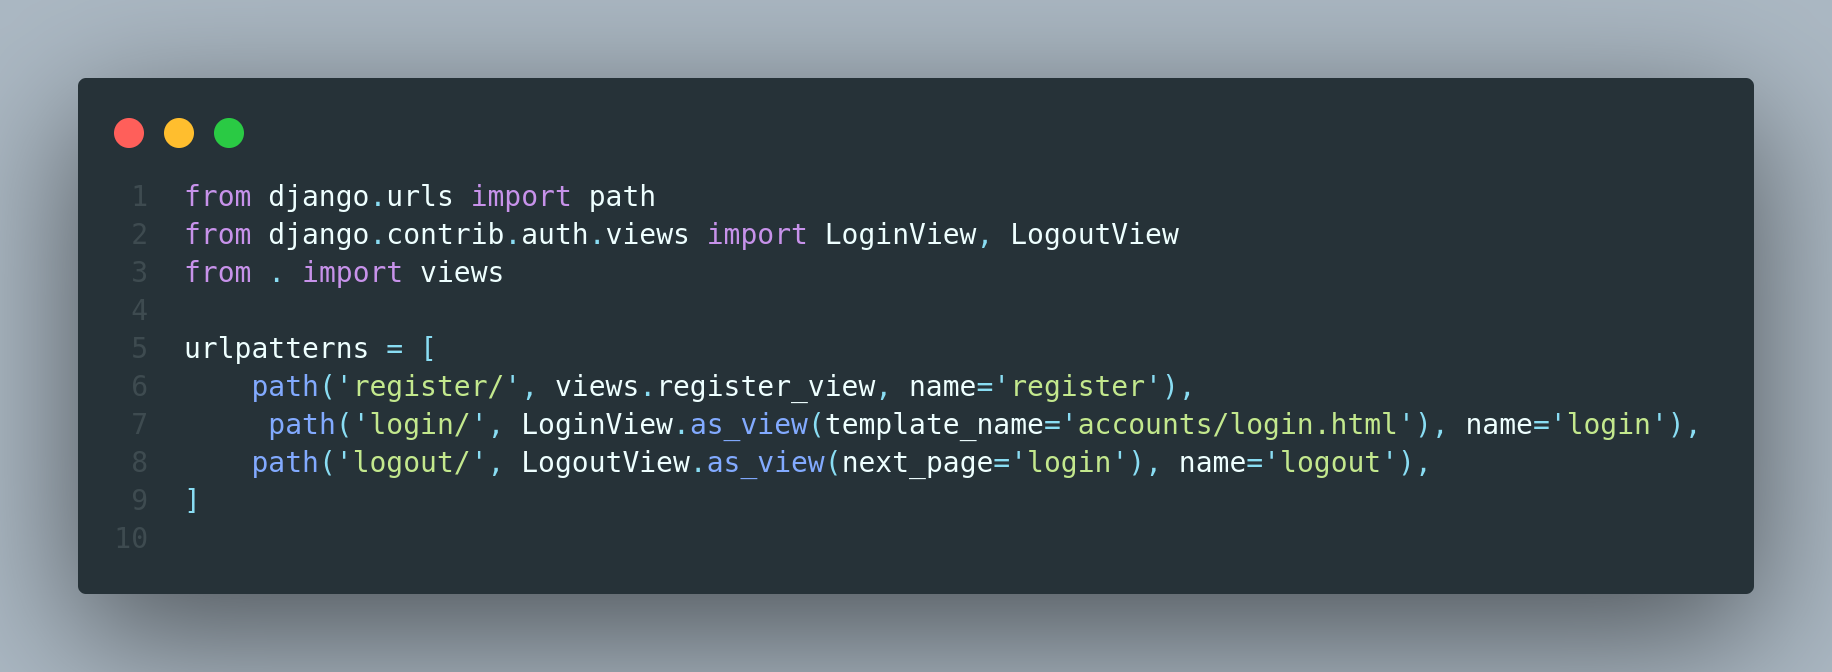 1 from django.urls import path
2 from django.contrib.auth.views import LoginView, LogoutView
3 from . import views
4
5 urlpatterns = [
6     path('register/', views.register_view, name='register'),
7      path('login/', LoginView.as_view(template_name='accounts/login.html'), name='login'),
8     path('logout/', LogoutView.as_view(next_page='login'), name='logout'),
9 ]
10